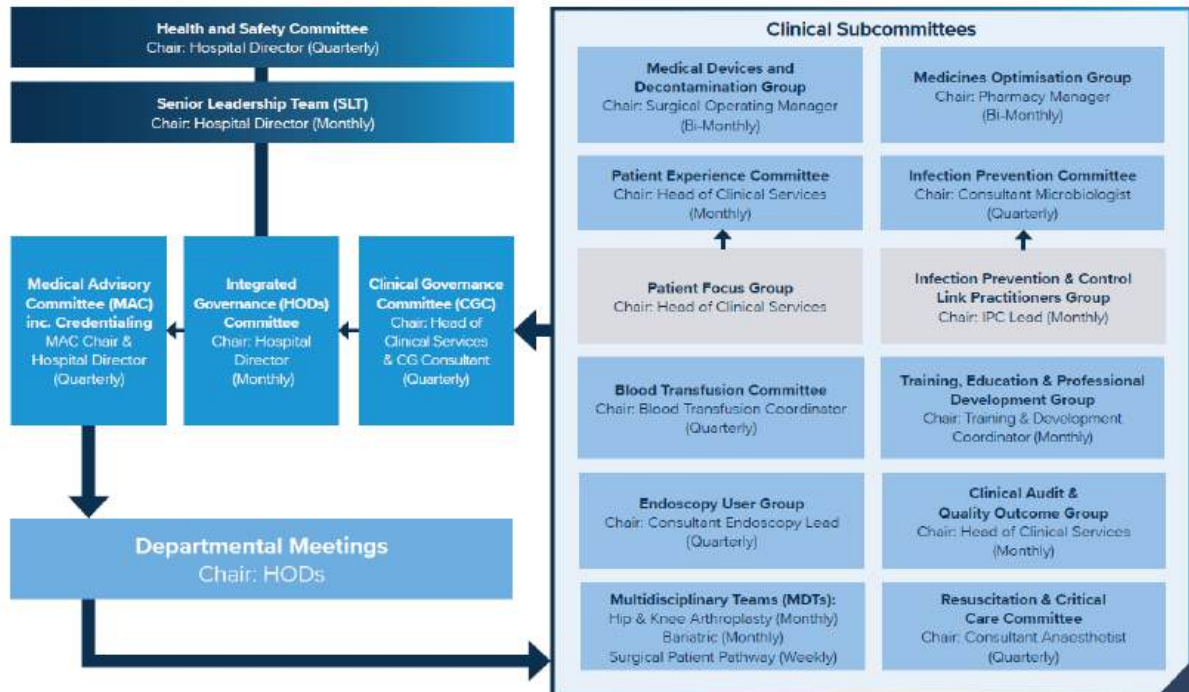 Health and Safety Committee
Chair: Hospital Director (Quarterly)
Senior Leadership Team (SLT)
Chair: Hospital Director (Monthly)
Medical Advisory
Committee (MAC)
inc. Credentialing
MAC Chair &
Hospital Director
(Quarterly)
Integrated
Governance (HODs)
Committee
Chair: Hospital
Director
(Monthly)
Clinical Governance
Committee (CGC)
Chair: Head of
Clinical Services
& CG Consultant
(Quarterly)
Departmental Meetings
Chair: HODs
Clinical Subcommittees
Medical Devices and
Decontamination Group
Chair: Surgical Operating Manager
(Bi-Monthly)
Medicines Optimisation Group
Chair: Pharmacy Manager
(Bi-Monthly)
Patient Experience Committee
Chair: Head of Clinical Services
(Monthly)
Infection Prevention Committee
Chair: Consultant Microbiologist
(Quarterly)
Patient Focus Group
Chair: Head of Clinical Services
Infection Prevention & Control
Link Practitioners Group
Chair: IPC Lead (Monthly)
Blood Transfusion Committee
Chair: Blood Transfusion Coordinator
(Quarterly)
Training, Education & Professional
Development Group
Chair: Training & Development
Coordinator (Monthly)
Endoscopy User Group
Chair: Consultant Endoscopy Lead
(Quarterly)
Clinical Audit &
Quality Outcome Group
Chair: Head of Clinical Services
(Monthly)
Multidisciplinary Teams (MDTs):
Hip & Knee Arthroplasty (Monthly)
Bariatric (Monthly)
Surgical Patient Pathway (Weekly)
Resuscitation & Critical
Care Committee
Chair: Consultant Anaesthetist
(Quarterly)